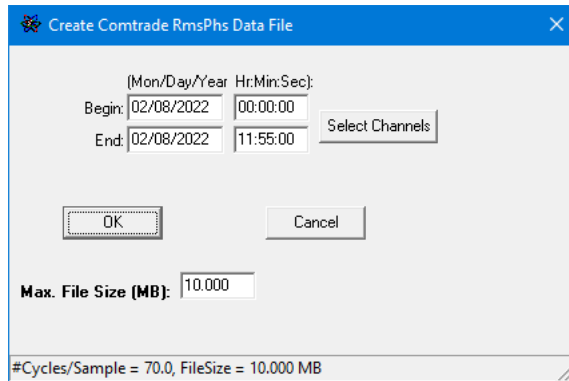 Create Comtrade RmsPhs Data File
(Mon/Day/Year Hr:Min:Sec):
Begin: 02/08/2022 00:00:00
Select Channels
End: 02/08/2022 11:55:00
OK Cancel
Max. File Size (MB): 10.000
#Cycles/Sample = 70.0, FileSize = 10.000 MB